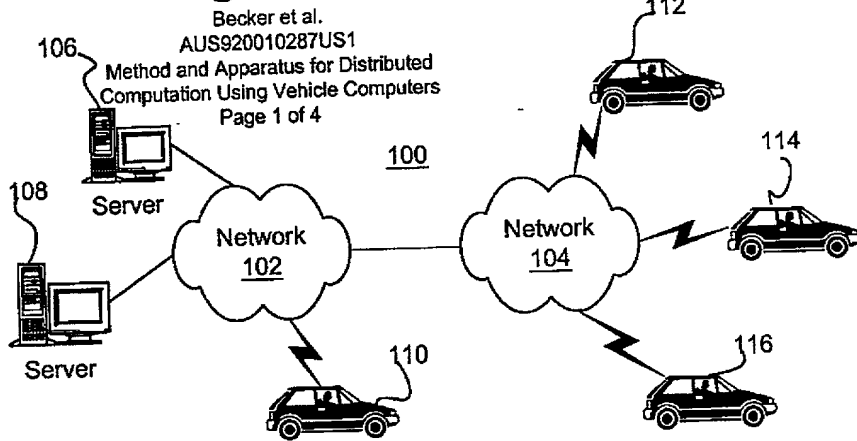 Becker et al.
AUS920010287US1
Method and Apparatus for Distributed
Computation Using Vehicle Computers
Page 1 of 4
106
112
100
108
Server
114
Network
102
Network
104
Server
110
116